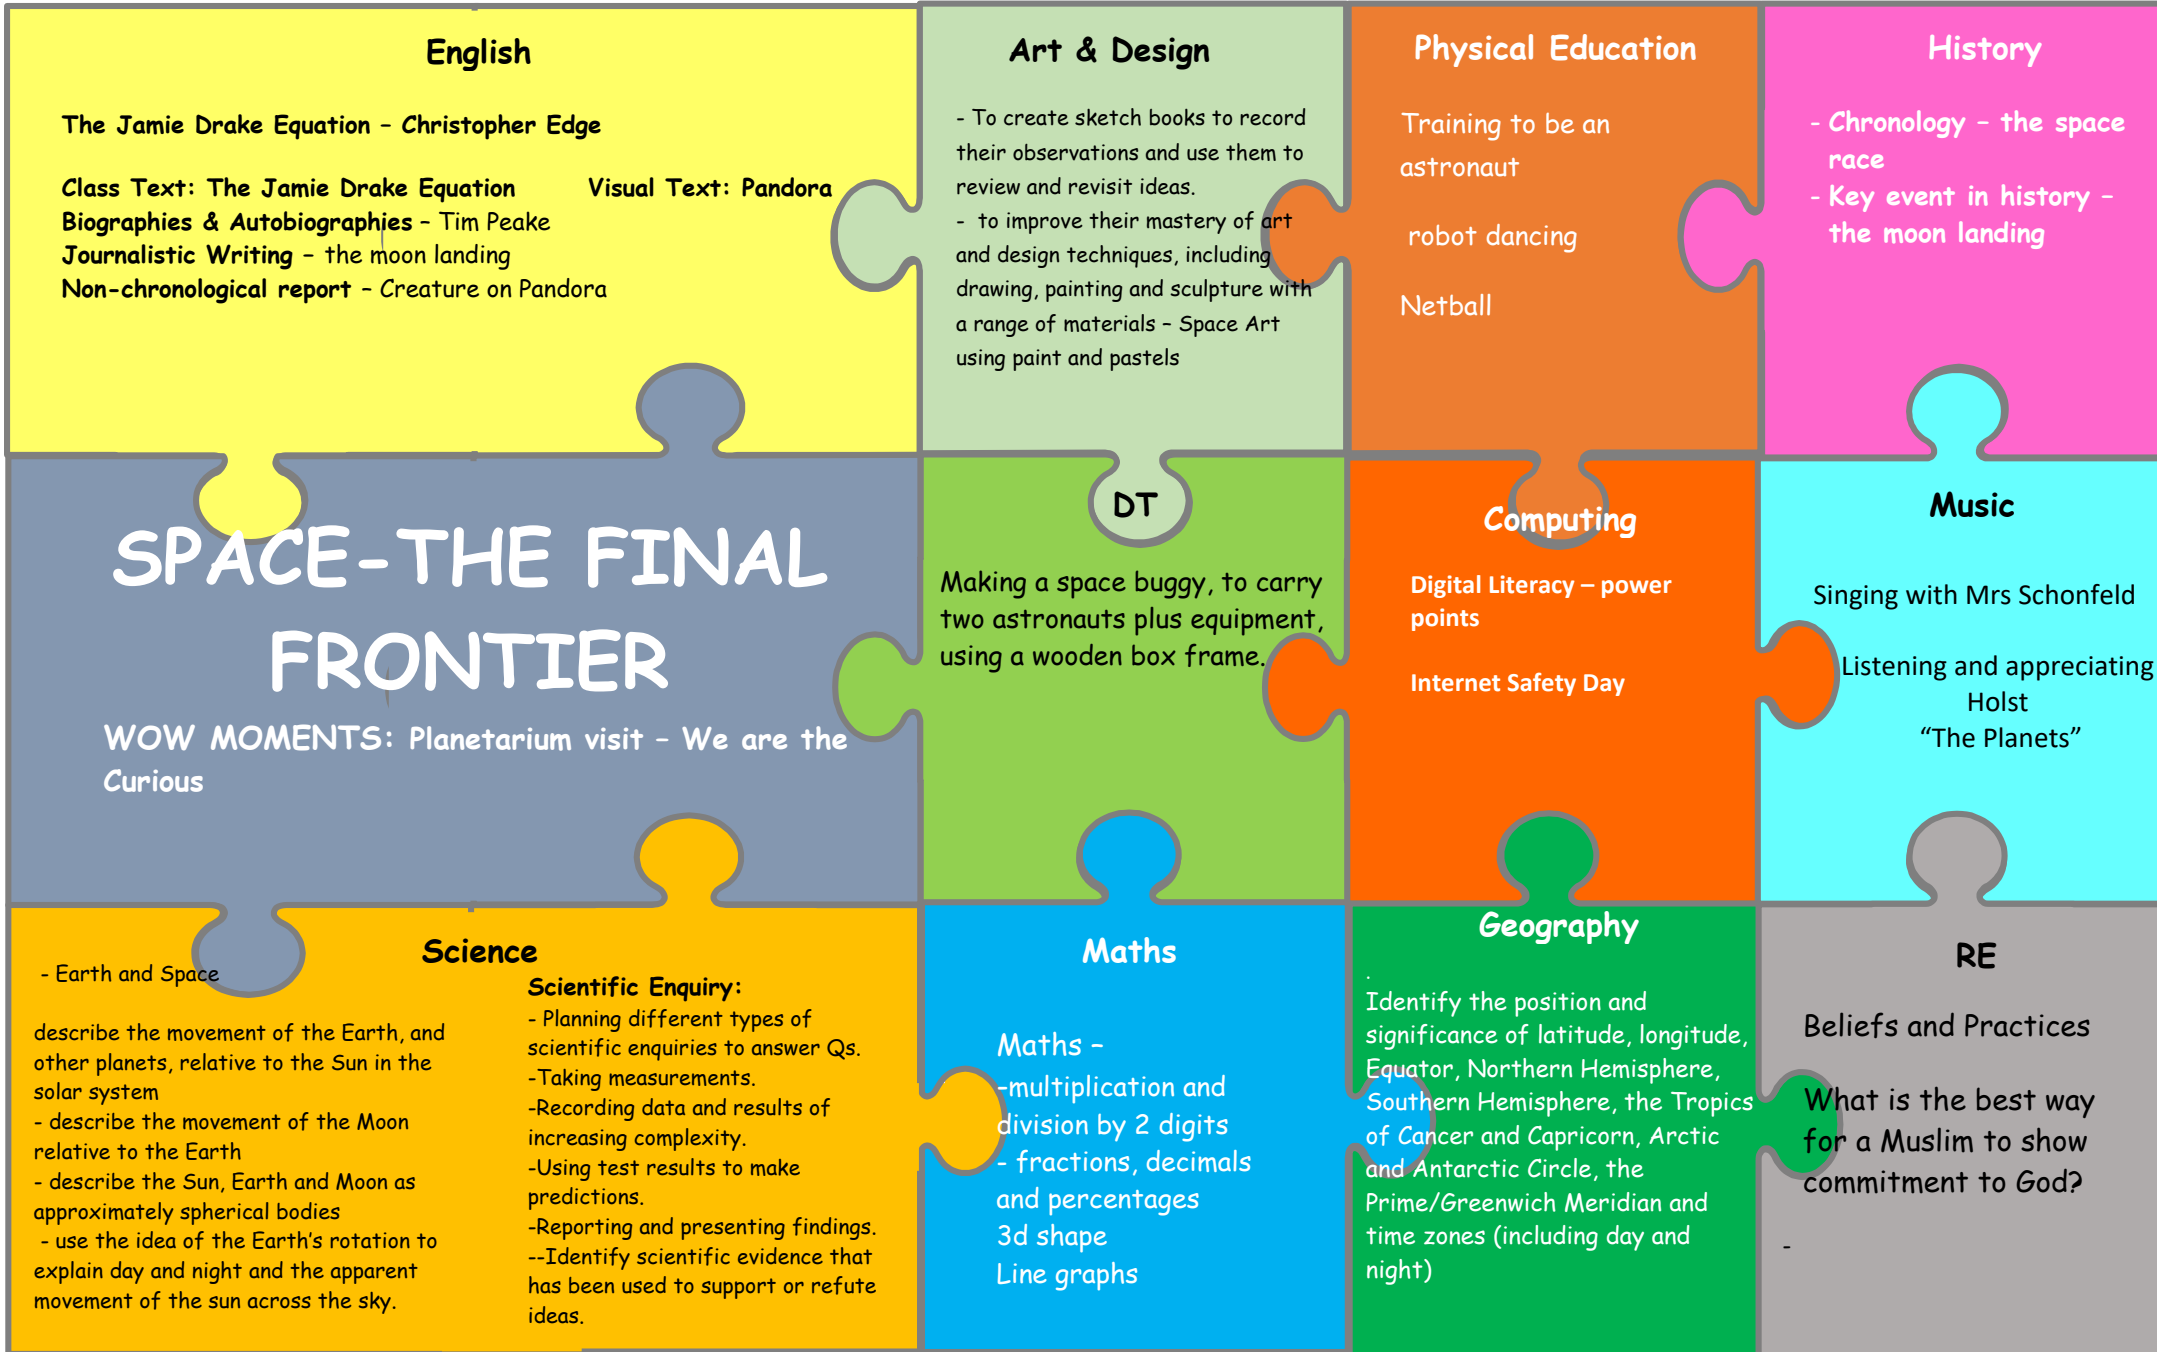 English
The Jamie Drake Equation – Christopher Edge
Class Text: The Jamie Drake Equation Visual Text: Pandora
Biographies & Autobiographies – Tim Peake
Journalistic Writing – the moon landing
Non-chronological report – Creature on Pandora
Art & Design
- To create sketch books to record
their observations and use them to
review and revisit ideas.
- to improve their mastery of art
and design techniques, including
drawing, painting and sculpture with
a range of materials – Space Art
using paint and pastels
Physical Education
Training to be an
astronaut
robot dancing
Netball
History
- Chronology – the space
race
- Key event in history –
the moon landing
SPACE-THE FINAL
FRONTIER
WOW MOMENTS: Planetarium visit – We are the
Curious
DT
Making a space buggy, to carry
two astronauts plus equipment,
using a wooden box frame.
Computing
Digital Literacy – power
points
Internet Safety Day
Music
Singing with Mrs Schonfeld
Listening and appreciating
Holst
“The Planets”
Science
- Earth and Space
describe the movement of the Earth, and
other planets, relative to the Sun in the
solar system
- describe the movement of the Moon
relative to the Earth
- describe the Sun, Earth and Moon as
approximately spherical bodies
- use the idea of the Earth’s rotation to
explain day and night and the apparent
movement of the sun across the sky.
Scientific Enquiry:
- Planning different types of
scientific enquiries to answer Qs.
-Taking measurements.
-Recording data and results of
increasing complexity.
-Using test results to make
predictions.
-Reporting and presenting findings.
--Identify scientific evidence that
has been used to support or refute
ideas.
Maths
Maths –
-multiplication and
division by 2 digits
- fractions, decimals
and percentages
3d shape
Line graphs
Geography
.
Identify the position and
significance of latitude, longitude,
Equator, Northern Hemisphere,
Southern Hemisphere, the Tropics
of Cancer and Capricorn, Arctic
and Antarctic Circle, the
Prime/Greenwich Meridian and
time zones (including day and
night)
RE
Beliefs and Practices
What is the best way
for a Muslim to show
commitment to God?
-